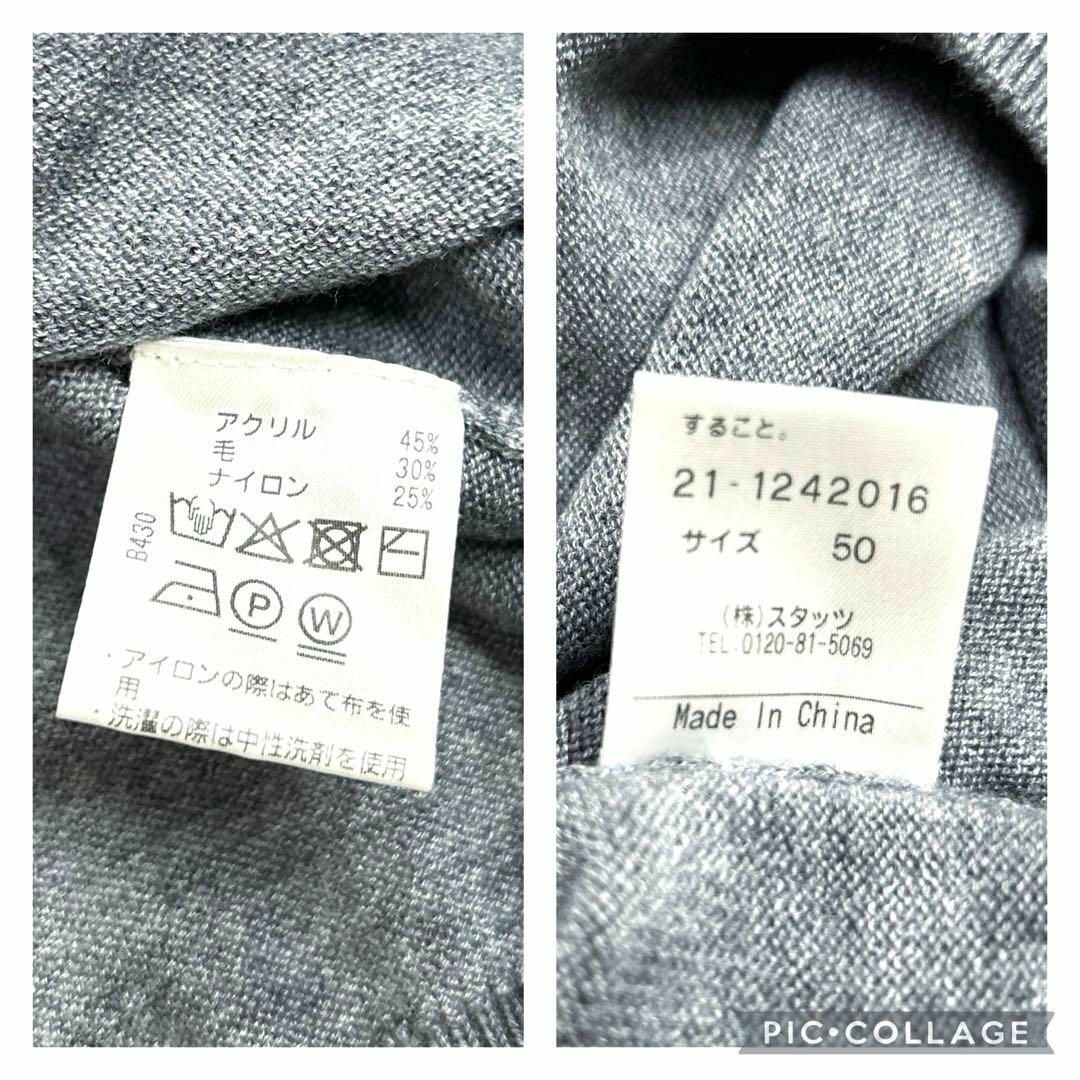 アクリル 45%
毛 30%
ナイロン 25%
B430
P W
・アイロンの際はあて布を使
用
・洗濯の際は中性洗剤を使用
すること。
21-1242016
サイズ 50
(株)スタッツ
TEL:0120-81-5069
Made In China
PIC•COLLAGE